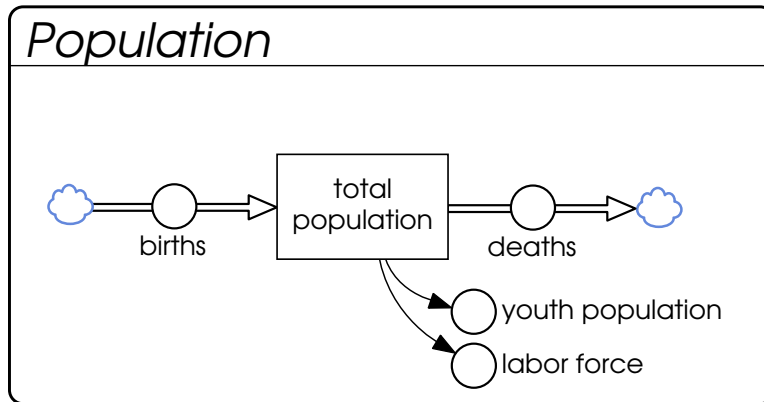 Population
total
population
births
deaths
youth population
labor force